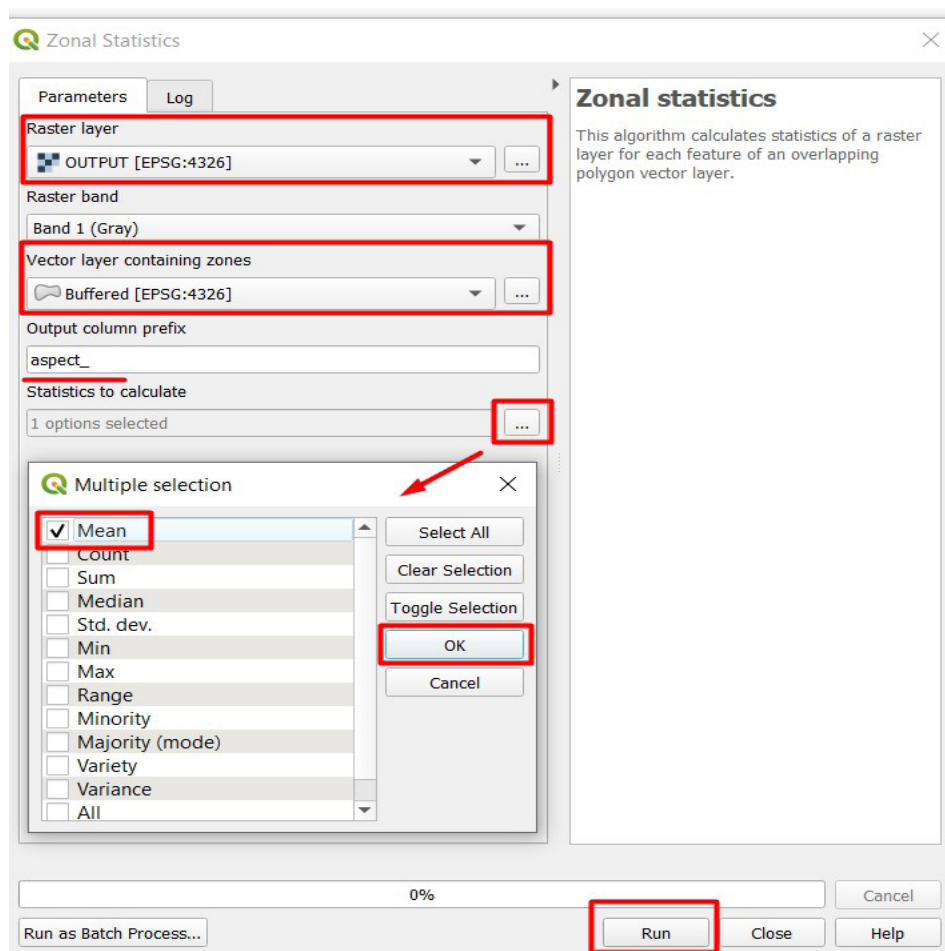 Zonal Statistics
Parameters Log
Raster layer
OUTPUT [EPSG:4326] ...
Raster band
Band 1 (Gray)
Vector layer containing zones
Buffered [EPSG:4326] ...
Output column prefix
aspect_
Statistics to calculate
1 options selected ...
Zonal statistics
This algorithm calculates statistics of a raster
layer for each feature of an overlapping
polygon vector layer.
Multiple selection
Mean
Count
Sum
Median
Std. dev.
Min
Max
Range
Minority
Majority (mode)
Variety
Variance
All
Select All
Clear Selection
Toggle Selection
OK
Cancel
0%
Cancel
Run as Batch Process...
Run
Close
Help